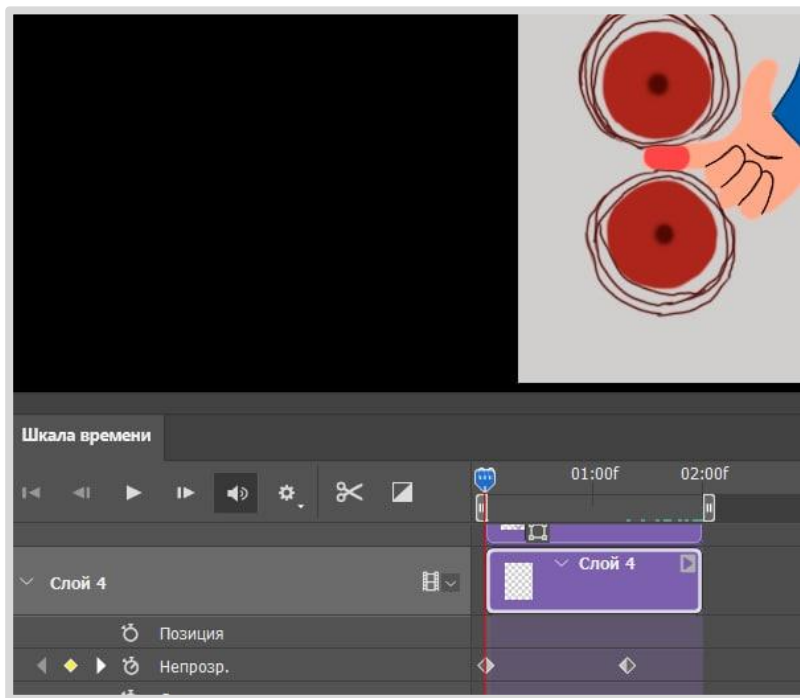 Шкала времени
01:00f
02:00f
Слой 4
Слой 4
Позиция
Непрозр.